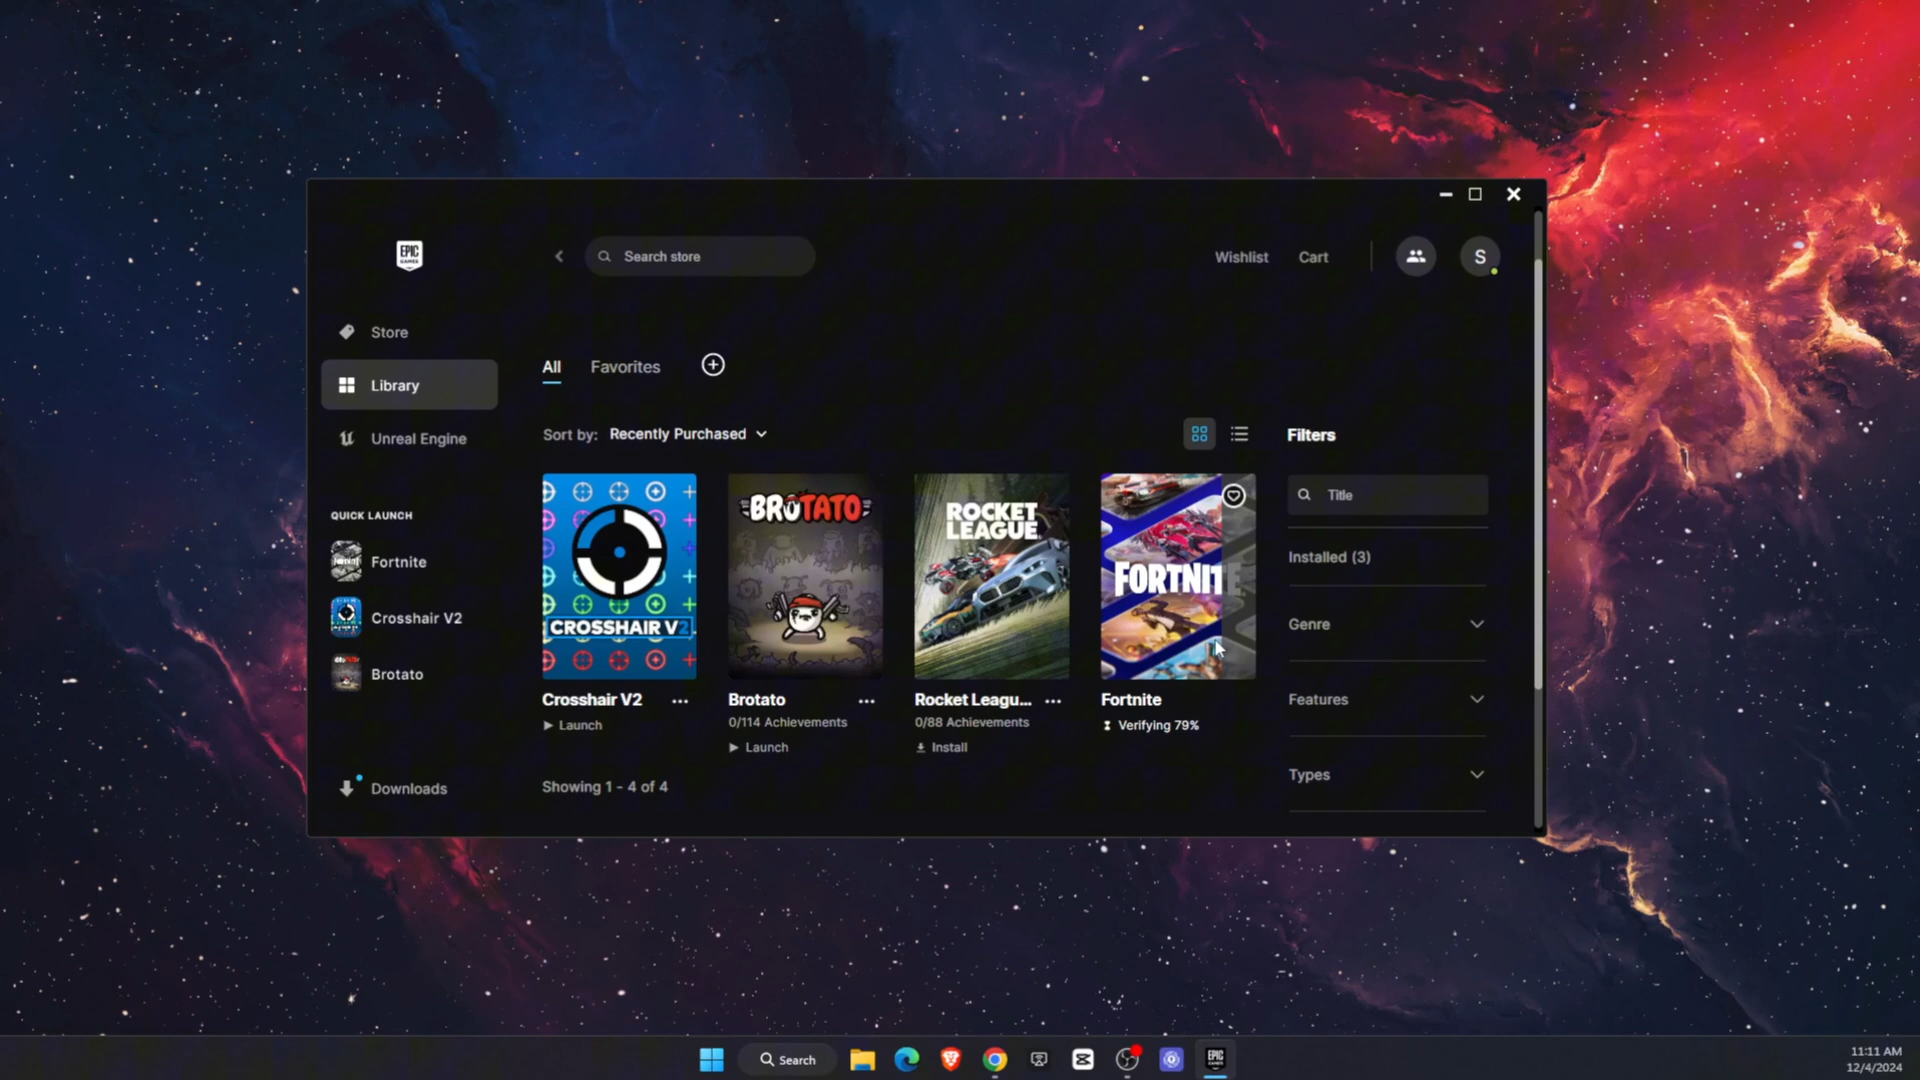 EPIC
GAMES
Search store
Wishlist
Cart
S
Store
Library
Unreal Engine
QUICK LAUNCH
Fortnite
Crosshair V2
Brotato
Downloads
All
Favorites
Sort by: Recently Purchased
CROSSHAIR V2
Crosshair V2
Launch
BROTATO
Brotato
0/114 Achievements
Launch
ROCKET
LEAGUE
Rocket Leagu...
0/88 Achievements
Install
FORTNITE
Fortnite
Verifying 79%
Showing 1 - 4 of 4
Filters
Title
Installed (3)
Genre
Features
Types
Search
EPIC
GAMES
11:11 AM
12/4/2024